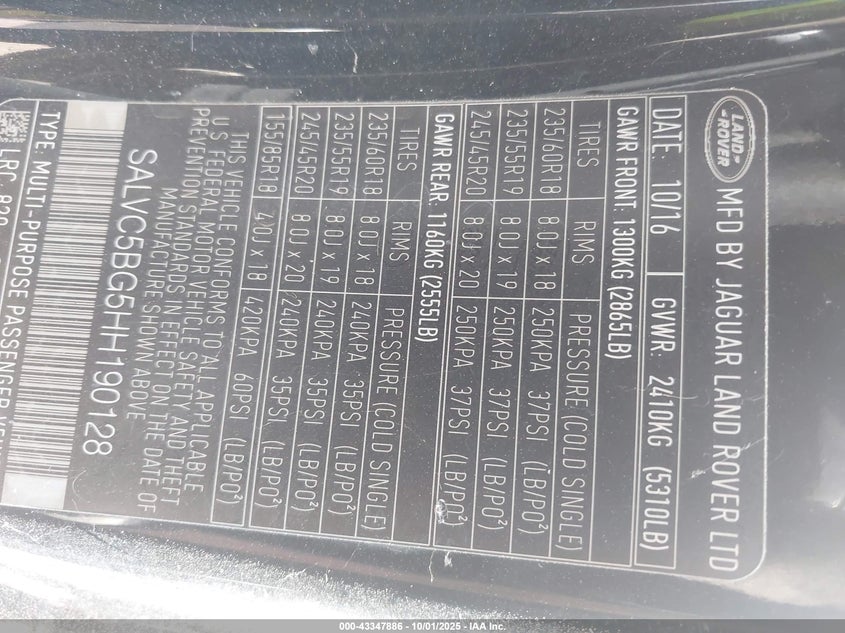 LAND
ROVER
MFD BY JAGUAR LAND ROVER LTD
DATE: 10/16 GVWR: 2410KG (5310LB)
GAWR FRONT: 1300KG (2865LB)
TIRES RIMS PRESSURE (COLD SINGLE)
235/60R18 8.0J x 18 250KPA 37PSI (LB/PO²)
235/55R19 8.0J x 19 250KPA 37PSI (LB/PO²)
245/45R20 8.0J x 20 250KPA 37PSI (LB/PO²)
GAWR REAR: 1160KG (2555LB)
TIRES RIMS PRESSURE (COLD SINGLE)
235/60R18 8.0J x 18 240KPA 35PSI (LB/PO²)
235/55R19 8.0J x 19 240KPA 35PSI (LB/PO²)
245/45R20 8.0J x 20 240KPA 35PSI (LB/PO²)
155/85R18 4.0J x 18 420KPA 60PSI (LB/PO²)
THIS VEHICLE CONFORMS TO ALL APPLICABLE
U.S. FEDERAL MOTOR VEHICLE SAFETY AND THEFT
PREVENTION STANDARDS IN EFFECT ON THE DATE OF
MANUFACTURE SHOWN ABOVE
SALVC5BG5HH190128
TYPE: MULTI-PURPOSE PASSENGER
LRC 820
000-43347886 - 10/01/2025 - IAA Inc.